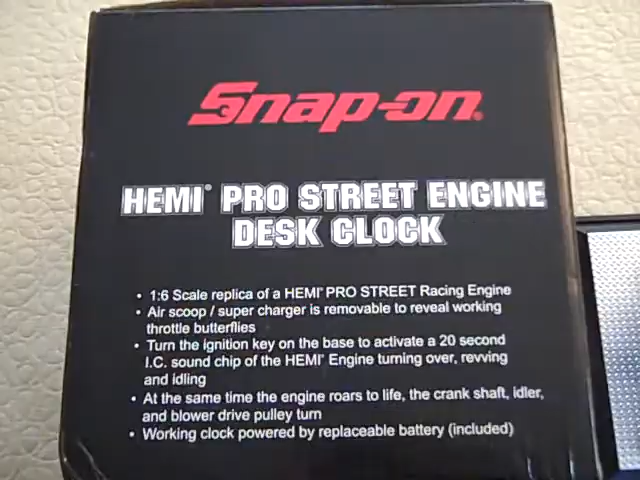 Snap-on®
HEMI® PRO STREET ENGINE
DESK CLOCK
• 1:6 Scale replica of a HEMI® PRO STREET Racing Engine
• Air scoop / super charger is removable to reveal working
throttle butterflies
• Turn the ignition key on the base to activate a 20 second
I.C. sound chip of the HEMI® Engine turning over, revving
and idling
• At the same time the engine roars to life, the crank shaft, idler,
and blower drive pulley turn
• Working clock powered by replaceable battery (included)